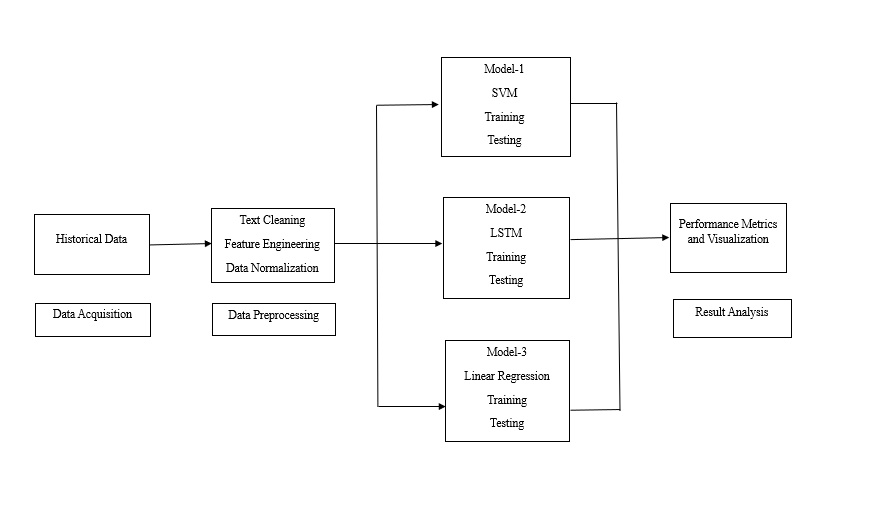 Historical Data
Data Acquisition
Text Cleaning
Feature Engineering
Data Normalization
Data Preprocessing
Model-1
SVM
Training
Testing
Model-2
LSTM
Training
Testing
Model-3
Linear Regression
Training
Testing
Performance Metrics
and Visualization
Result Analysis